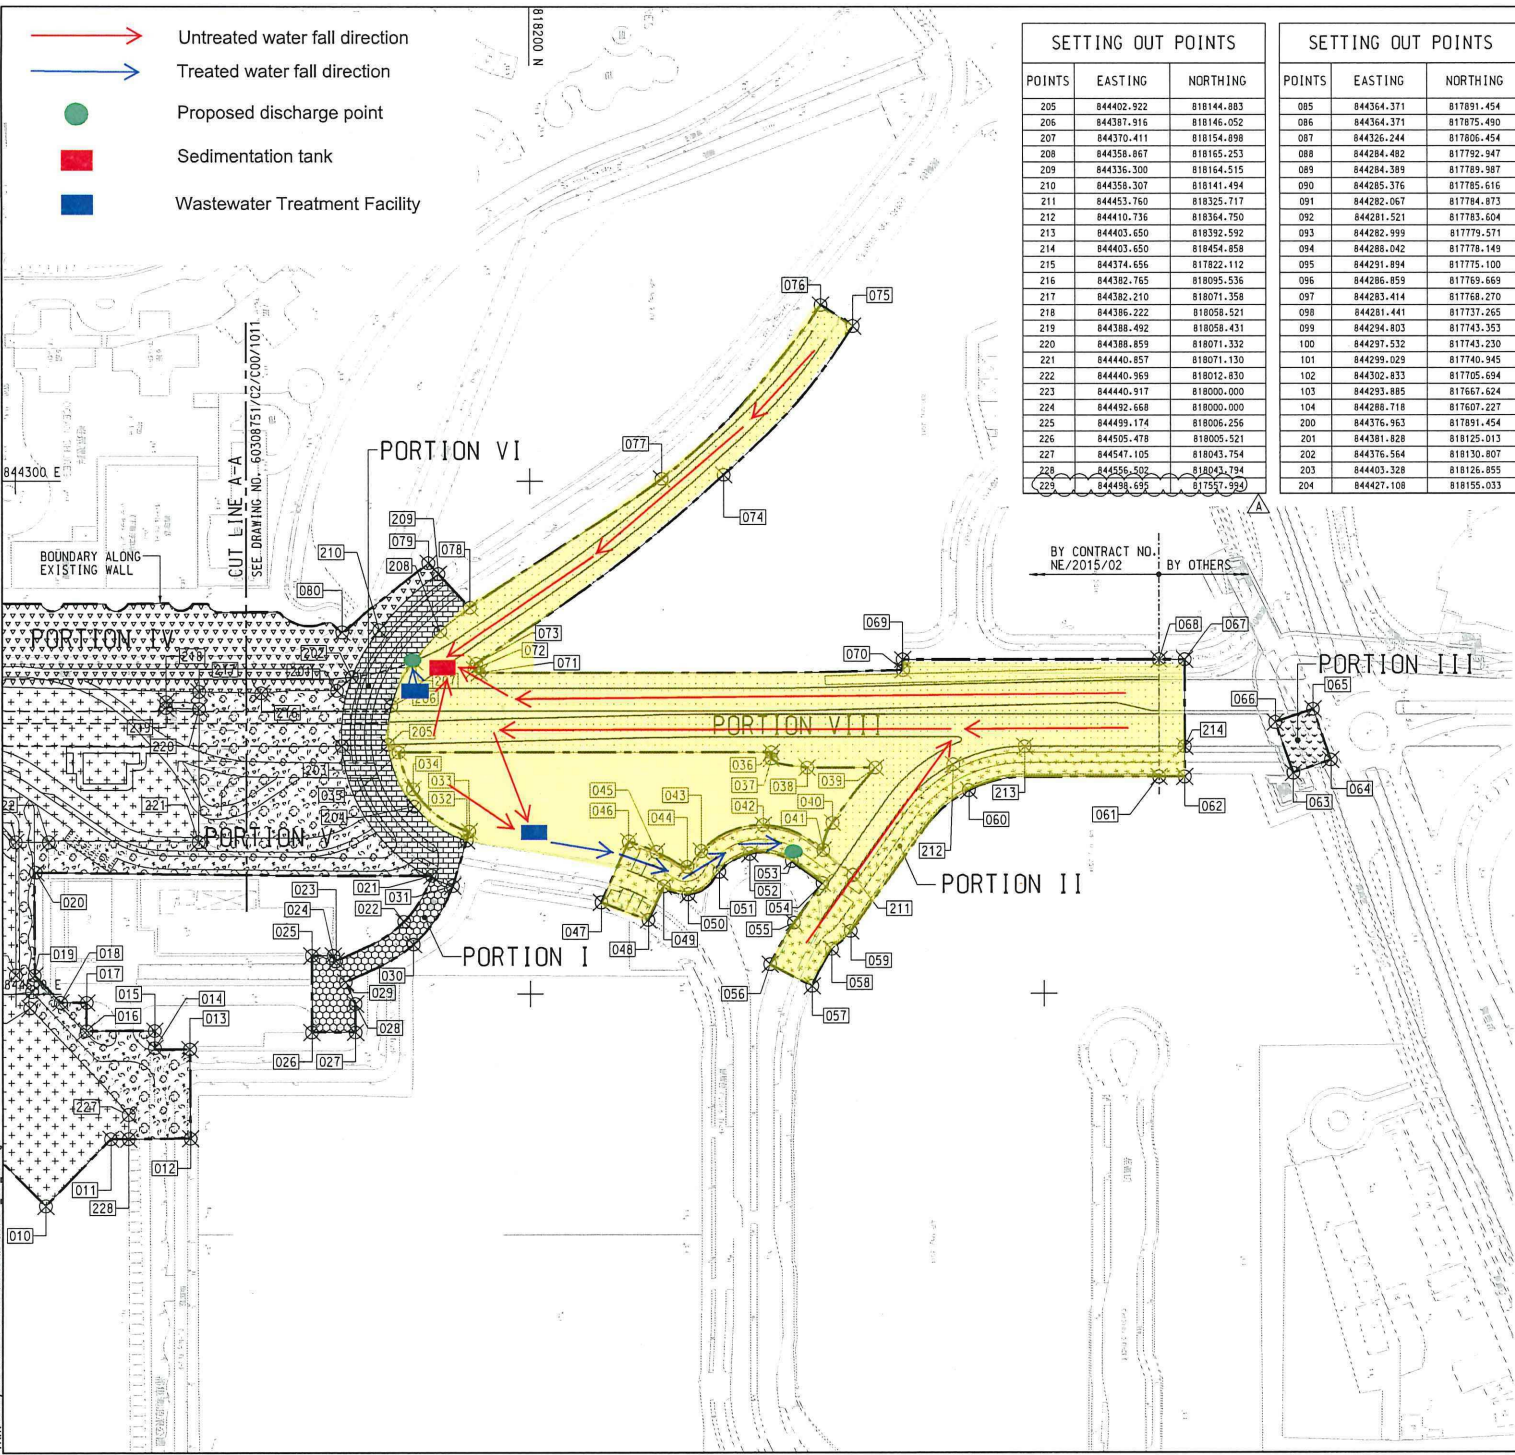 Untreated water fall direction
Treated water fall direction
Proposed discharge point
Sedimentation tank
Wastewater Treatment Facility
818200 N
SETTING OUT POINTS
POINTS EASTING NORTHING
205 844402.922 818144.883
206 844387.916 818146.052
207 844370.411 818154.898
208 844358.867 818165.253
209 844336.300 818164.515
210 844358.307 818141.494
211 844453.760 818325.717
212 844410.736 818364.750
213 844403.650 818392.592
214 844403.650 818454.858
215 844374.656 817822.112
216 844382.765 818095.536
217 844382.210 818071.358
218 844386.222 818058.521
219 844388.492 818058.431
220 844388.859 818071.332
221 844440.857 818071.130
222 844440.969 818012.830
223 844440.917 818000.000
224 844492.668 818000.000
225 844499.174 818006.256
226 844505.478 818005.521
227 844547.105 818043.754
228 844556.502 818043.794
229 844498.695 817557.994
A
SETTING OUT POINTS
POINTS EASTING NORTHING
085 844364.371 817891.454
086 844364.371 817875.490
087 844326.244 817806.454
088 844284.482 817792.947
089 844284.389 817789.987
090 844285.376 817785.616
091 844282.067 817784.873
092 844281.521 817783.604
093 844282.999 817779.571
094 844288.042 817778.149
095 844291.894 817775.100
096 844286.859 817769.669
097 844283.414 817768.270
098 844281.441 817737.265
099 844294.803 817743.353
100 844297.532 817743.230
101 844299.029 817740.945
102 844302.833 817705.694
103 844293.885 817667.624
104 844288.718 817607.227
200 844376.963 817891.454
201 844381.828 818125.013
202 844376.564 818130.807
203 844403.328 818126.855
204 844427.108 818155.033
076
075
077
074
844300 E
CUT LINE A-A
SEE DRAWING NO. 60308751/C2/C00/1011
PORTION VI
209
079
078
210
208
080
BOUNDARY ALONG
EXISTING WALL
BY CONTRACT NO.
NE/2015/02
BY OTHERS
PORTION IV
218
217
202
201
073
072
071
069
070
068
067
PORTION III
066
065
206
216
219
220
205
PORTION VIII
214
034
033
032
036
037
038
039
203
035
204
221
PORTION V
045
046
043
044
042
040
041
213
060
061
062
063
064
212
PORTION II
211
020
023
024
025
021
031
022
047
048
049
050
051
052
053
054
055
056
057
058
059
PORTION I
019
018
017
015
014
016
013
030
029
028
026
027
227
012
011
228
010